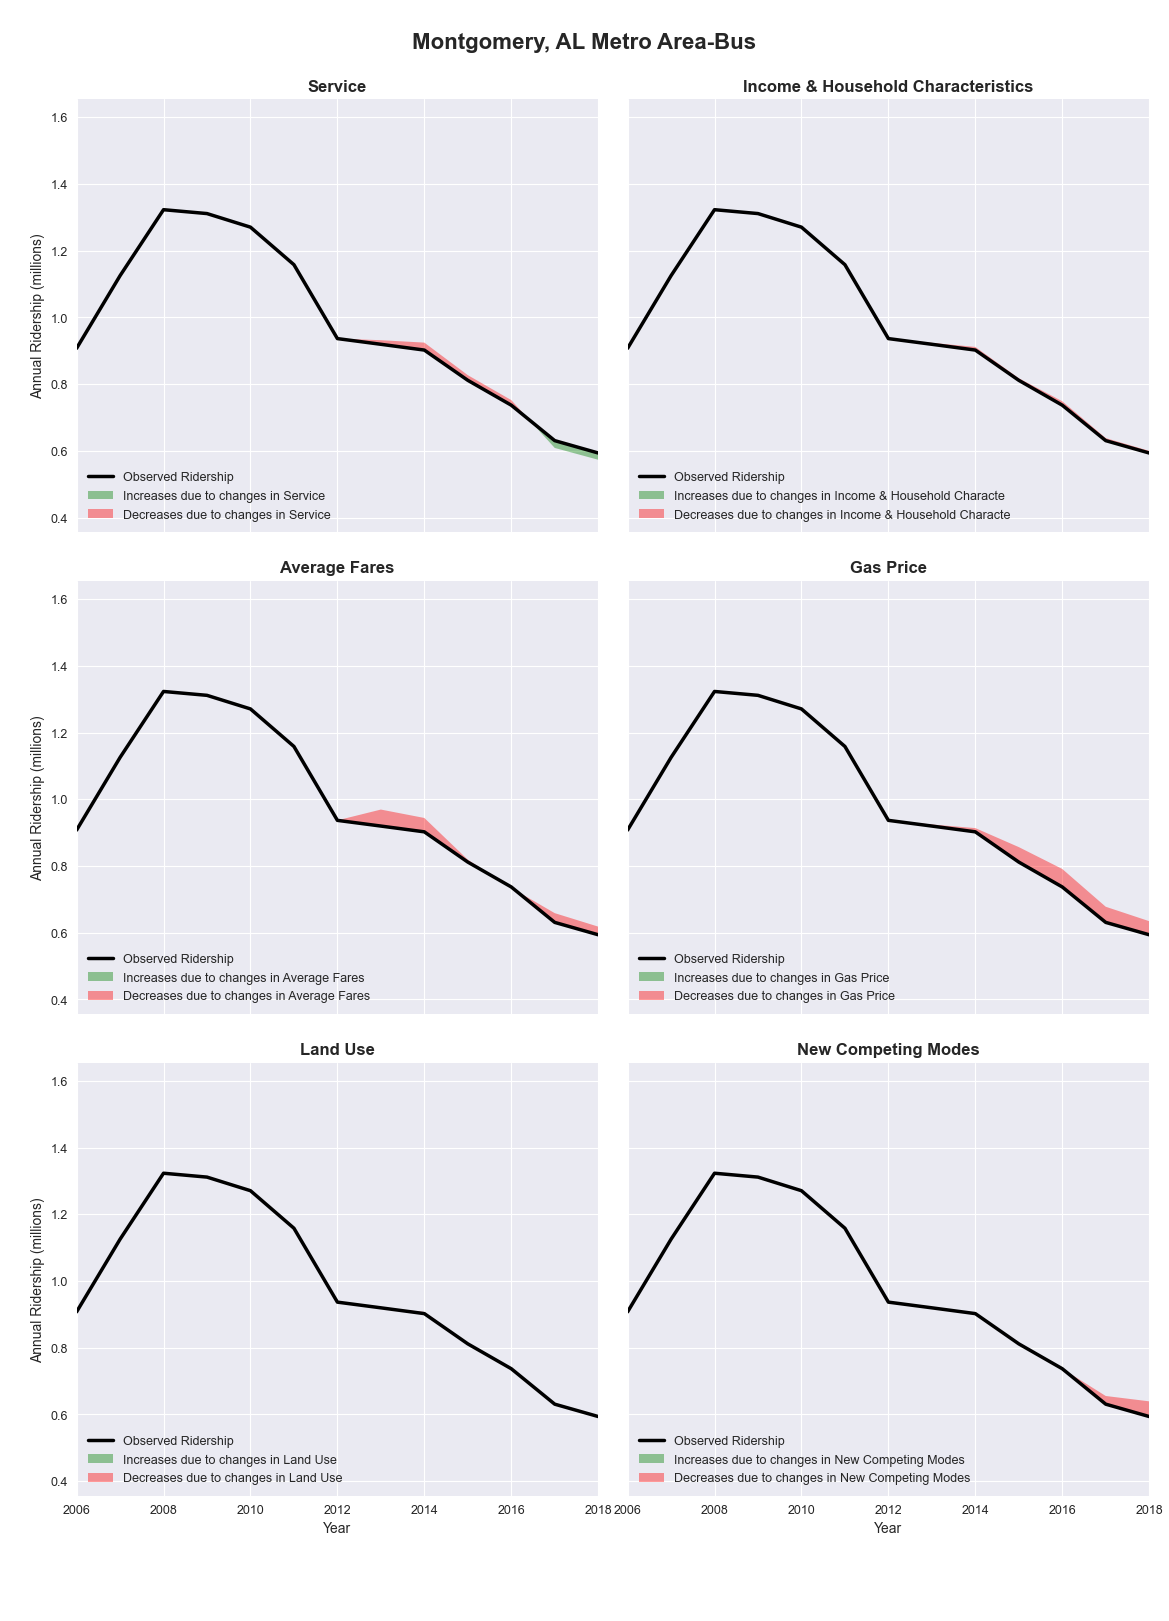 Montgomery, AL Metro Area-Bus
Service
Income & Household Characteristics
1.6
1.4
1.2
1.0
0.8
0.6
0.4
Annual Ridership (millions)
Observed Ridership
Increases due to changes in Service
Decreases due to changes in Service
Observed Ridership
Increases due to changes in Income & Household Characte
Decreases due to changes in Income & Household Characte
Average Fares
Gas Price
1.6
1.4
1.2
1.0
0.8
0.6
0.4
Annual Ridership (millions)
Observed Ridership
Increases due to changes in Average Fares
Decreases due to changes in Average Fares
Observed Ridership
Increases due to changes in Gas Price
Decreases due to changes in Gas Price
Land Use
New Competing Modes
1.6
1.4
1.2
1.0
0.8
0.6
0.4
Annual Ridership (millions)
Observed Ridership
Increases due to changes in Land Use
Decreases due to changes in Land Use
Observed Ridership
Increases due to changes in New Competing Modes
Decreases due to changes in New Competing Modes
2006 2008 2010 2012 2014 2016 2018
2006 2008 2010 2012 2014 2016 2018
Year
Year